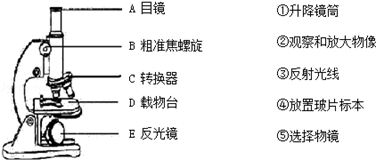 A 目镜
B 粗准焦螺旋
C 转换器
D 载物台
E 反光镜
①升降镜筒
②观察和放大物像
③反射光线
④放置玻片标本
⑤选择物镜